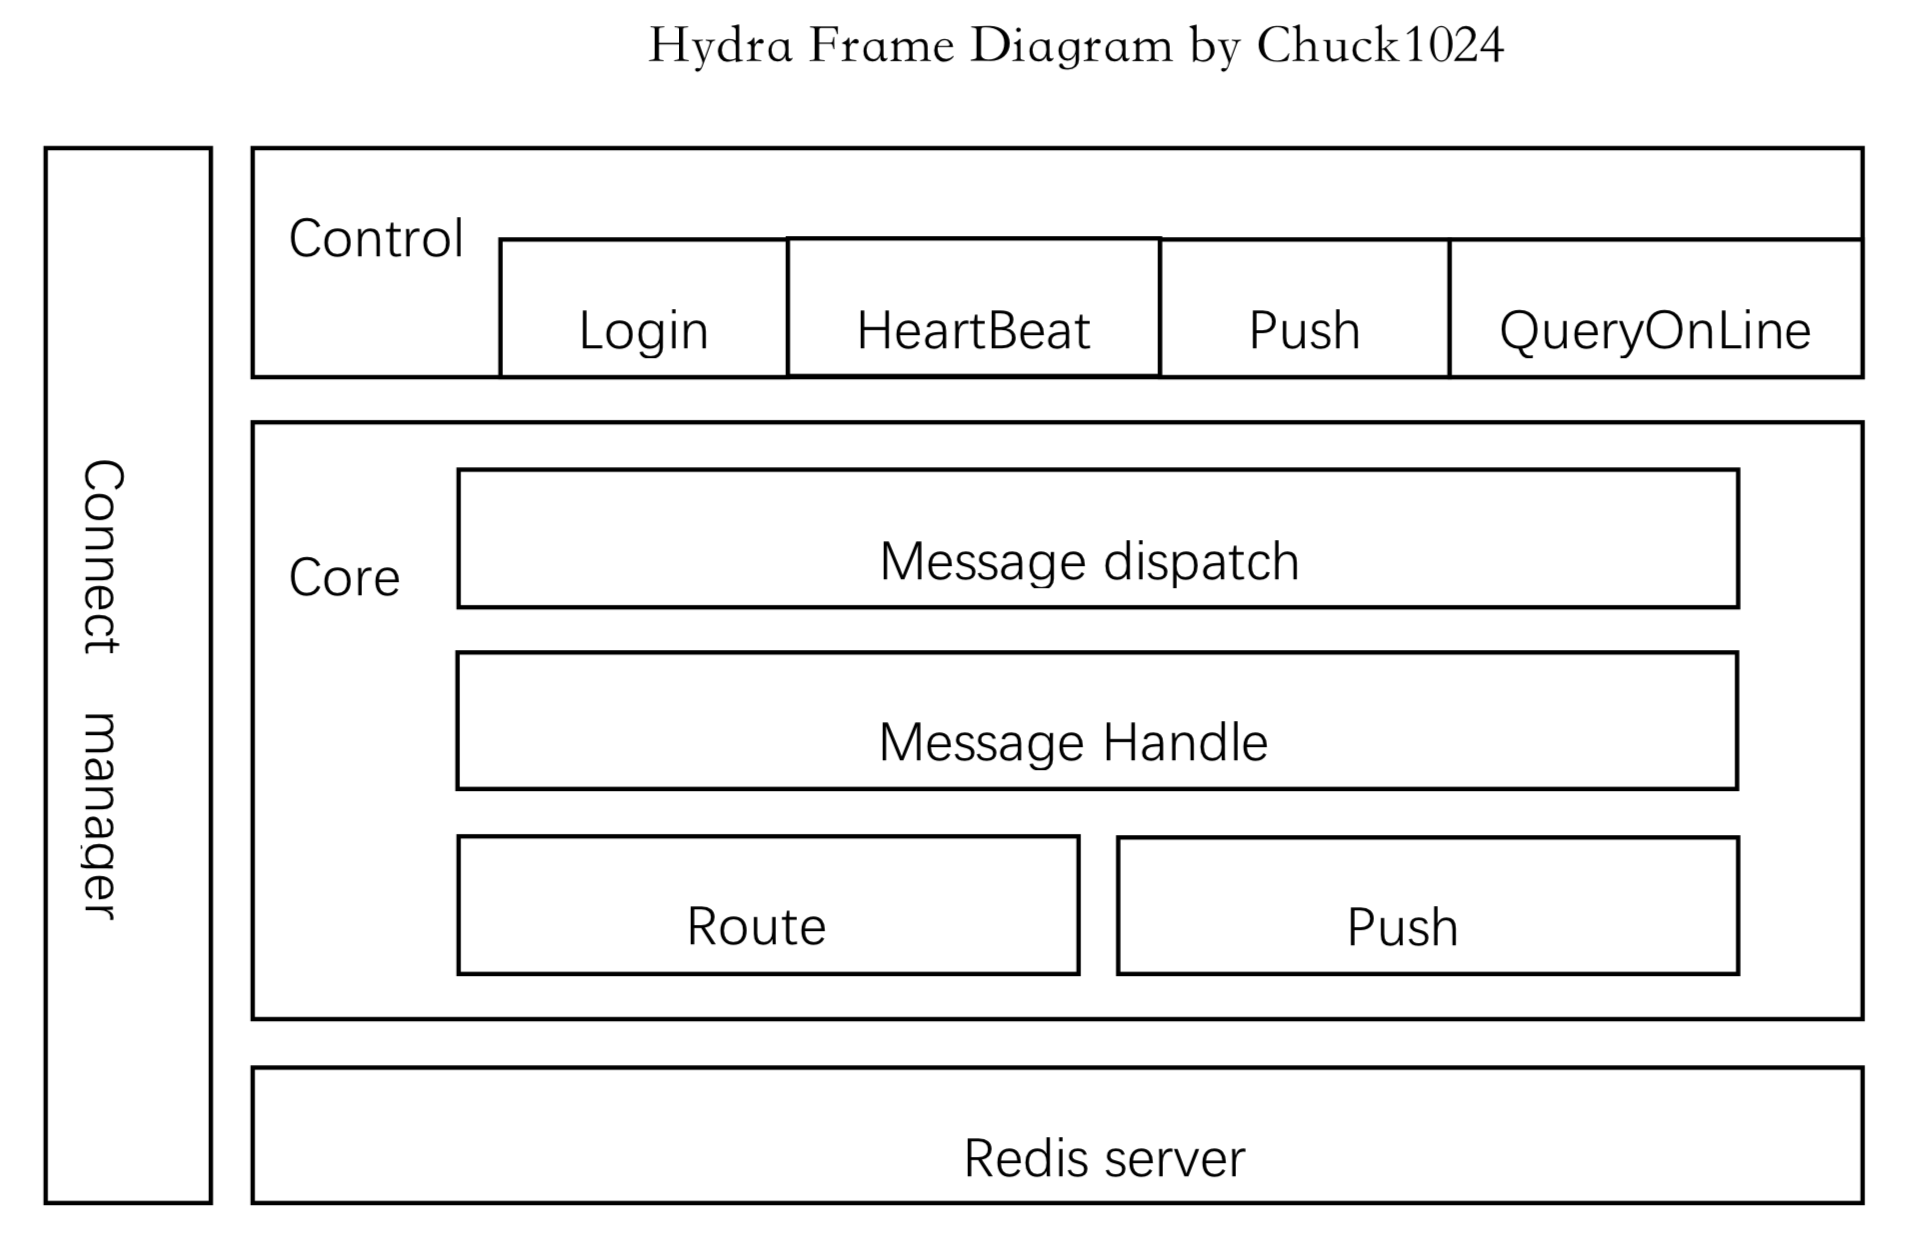 Hydra Frame Diagram by Chuck1024
Connect manager
Control
Login
HeartBeat
Push
QueryOnLine
Core
Message dispatch
Message Handle
Route
Push
Redis server